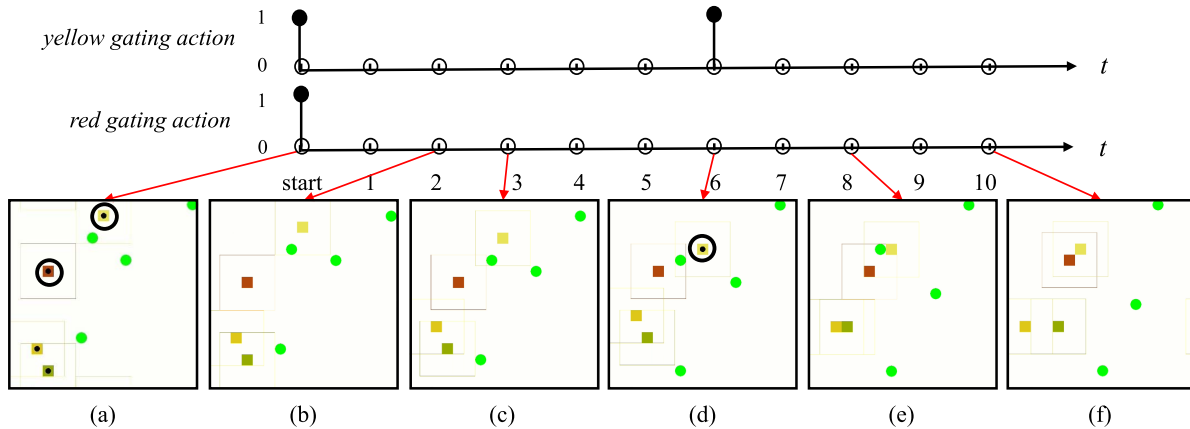 1
yellow gating action
0
t
1
red gating action
0
t
start 1 2 3 4 5 6 7 8 9 10
(a) (b) (c) (d) (e) (f)